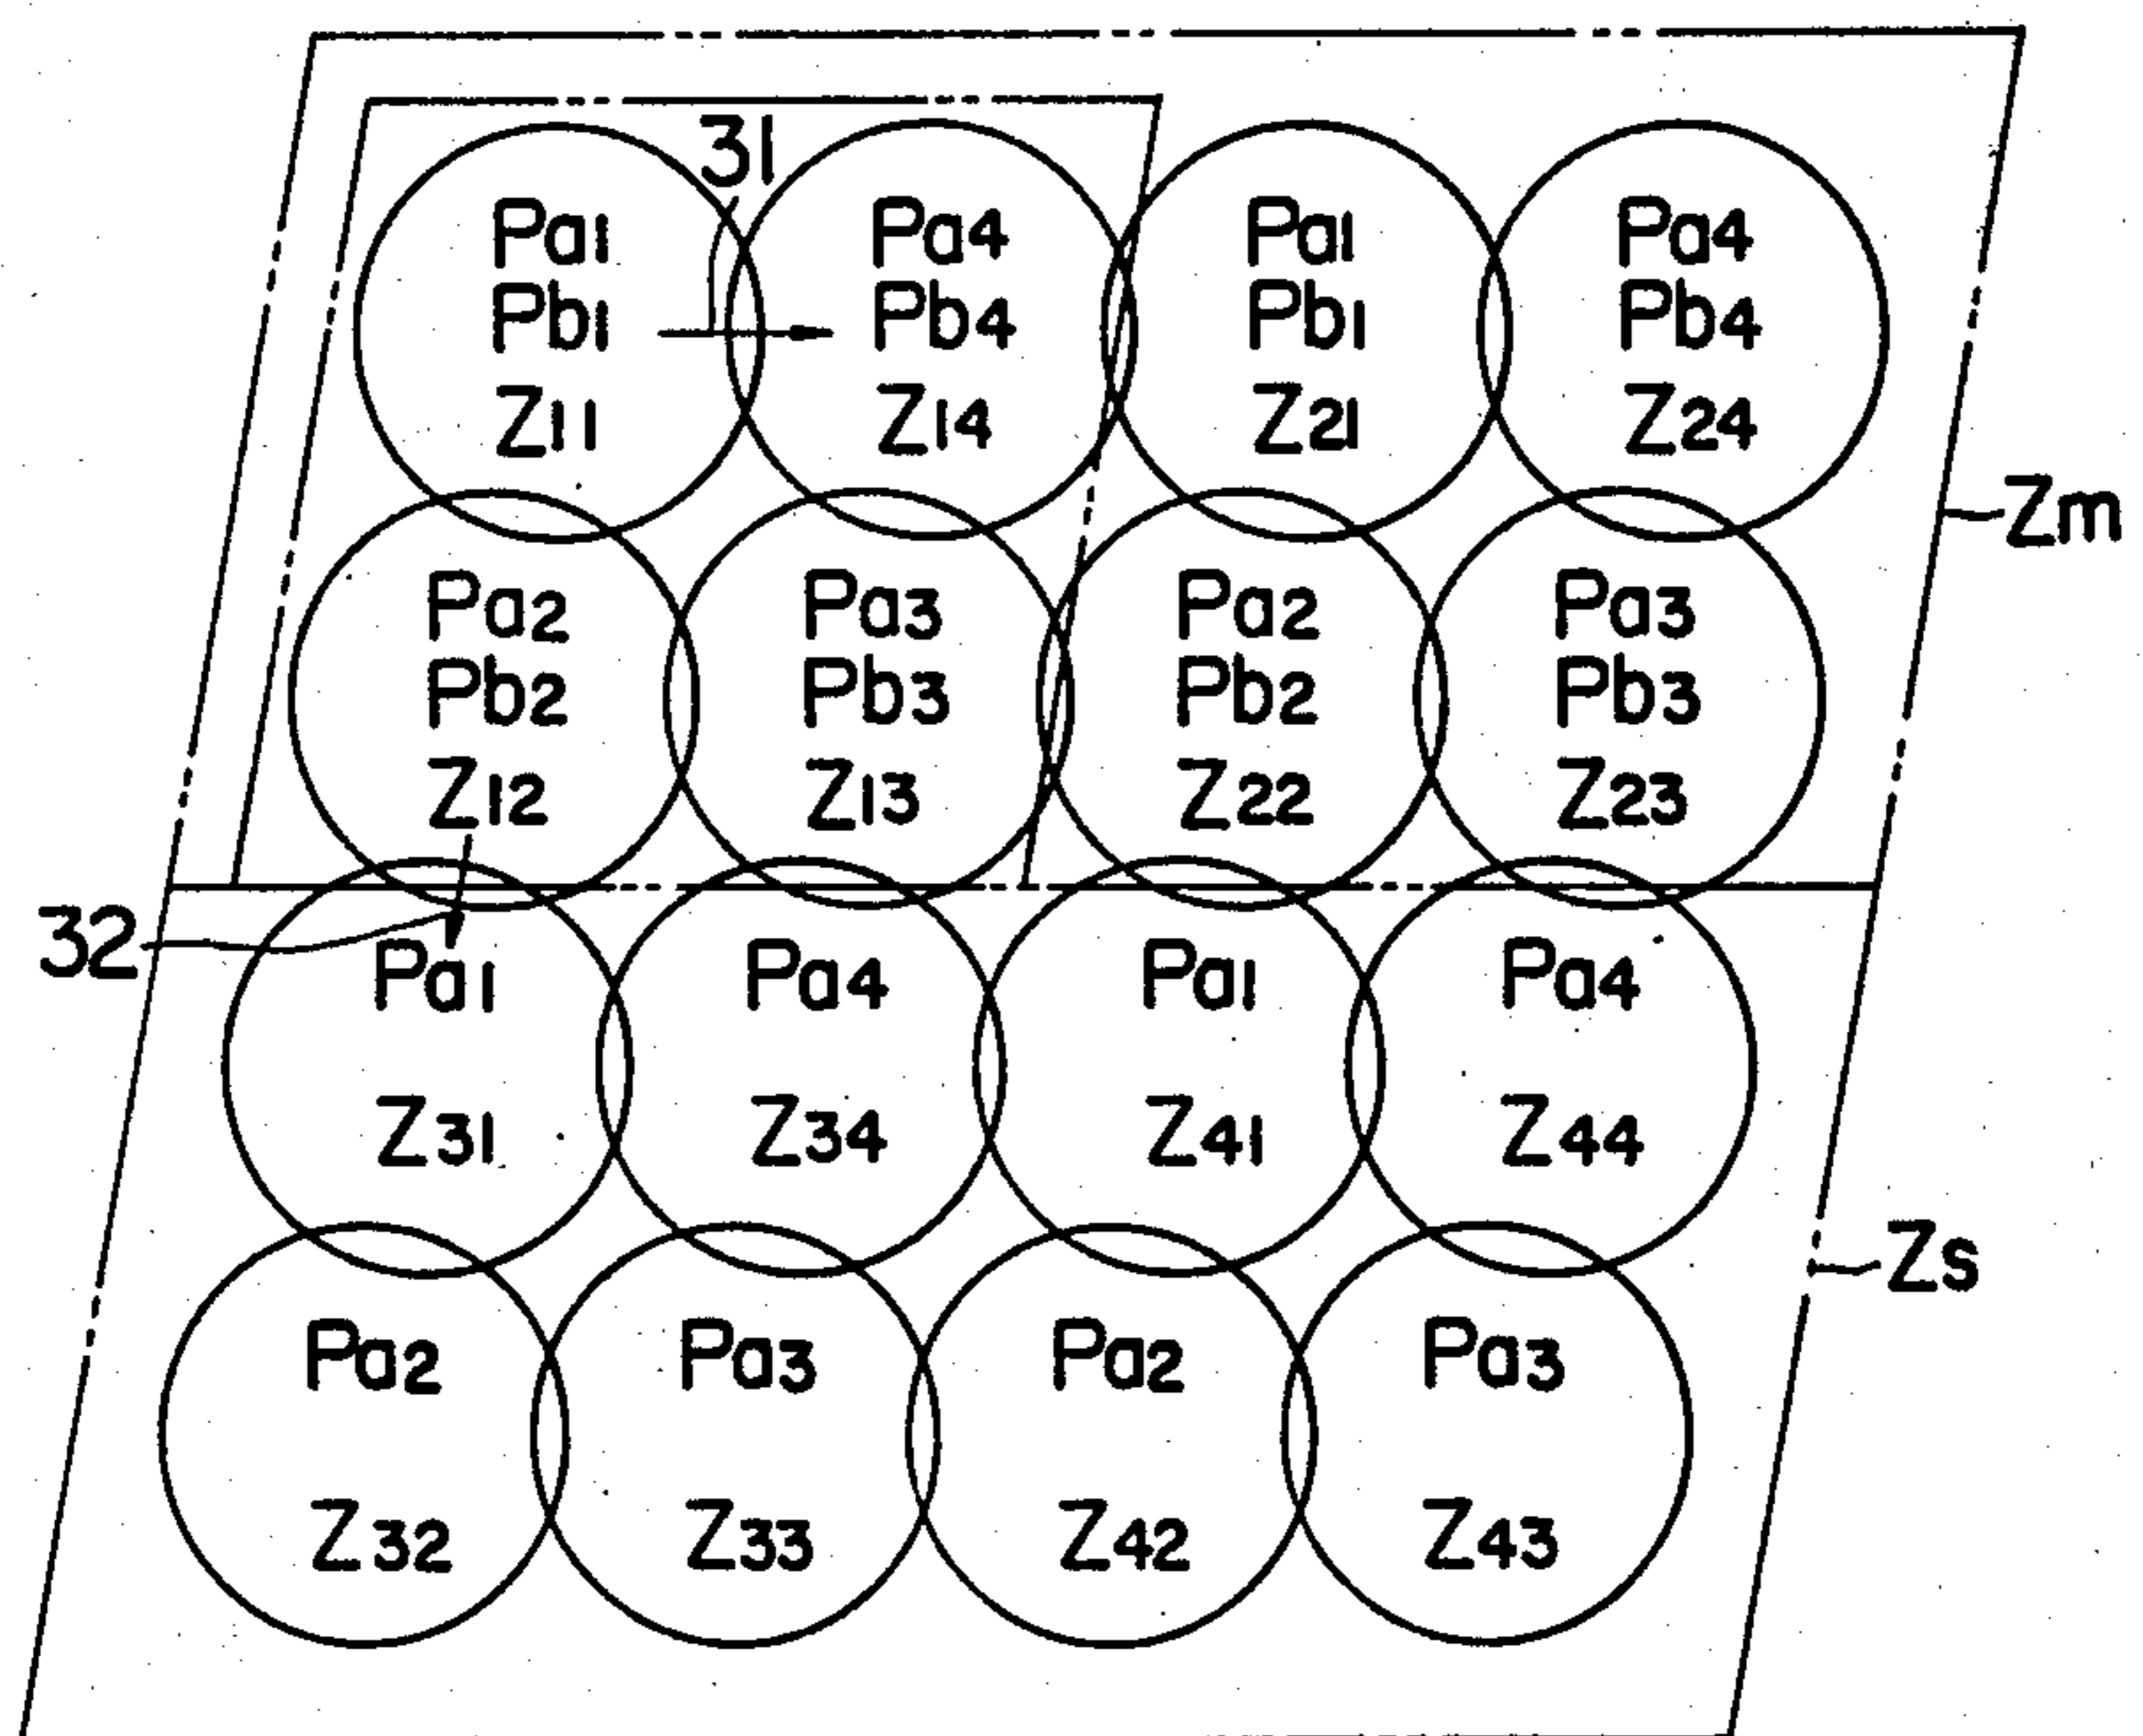 31
Pa1 Pa4 Pa1 Pa4
Pb1 Pb4 Pb1 Pb4
Z11 Z14 Z21 Z24
Zm
Pa2 Pa3 Pa2 Pa3
Pb2 Pb3 Pb2 Pb3
Z12 Z13 Z22 Z23
32
Pa1 Pa4 Pa1 Pa4
Z31 Z34 Z41 Z44
Zs
Pa2 Pa3 Pa2 Pa3
Z32 Z33 Z42 Z43